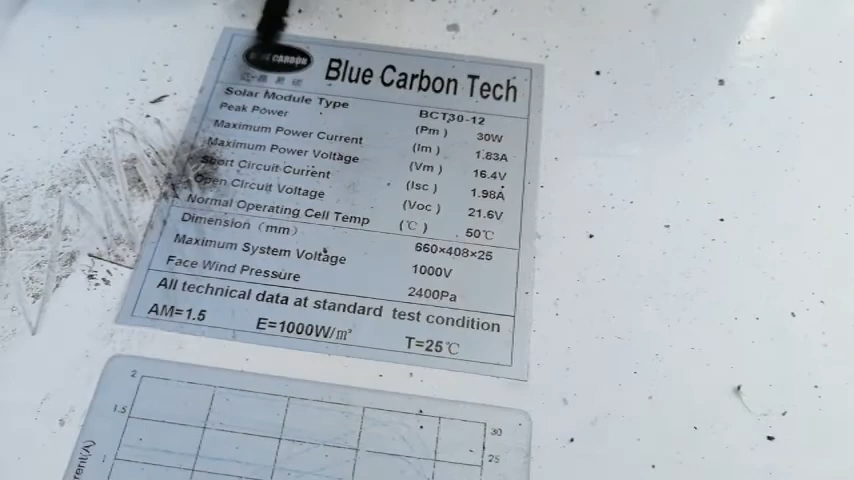 BLUE CARBON
Blue Carbon Tech
Solar Module Type BCT30-12
Peak Power (Pm) 30W
Maximum Power Current (Im) 1.83A
Maximum Power Voltage (Vm) 16.4V
Short Circuit Current (Isc) 1.98A
Open Circuit Voltage (Voc) 21.6V
Normal Operating Cell Temp (℃) 50℃
Dimension (mm) 660×408×25
Maximum System Voltage 1000V
Face Wind Pressure 2400Pa
All technical data at standard test condition
AM=1.5 E=1000W/㎡ T=25℃
2
1.5
30
25
1
rent(A)